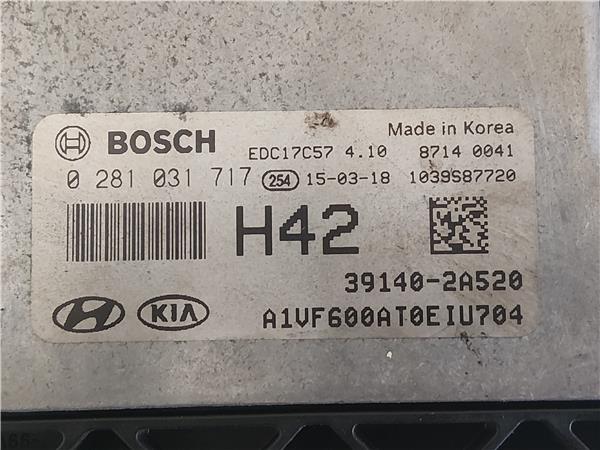 BOSCH
Made in Korea
EDC17C57 4.10 8714 0041
0 281 031 717 254 15-03-18 1039S87720
H42
39140-2A520
KIA
A1VF600AT0EIU704